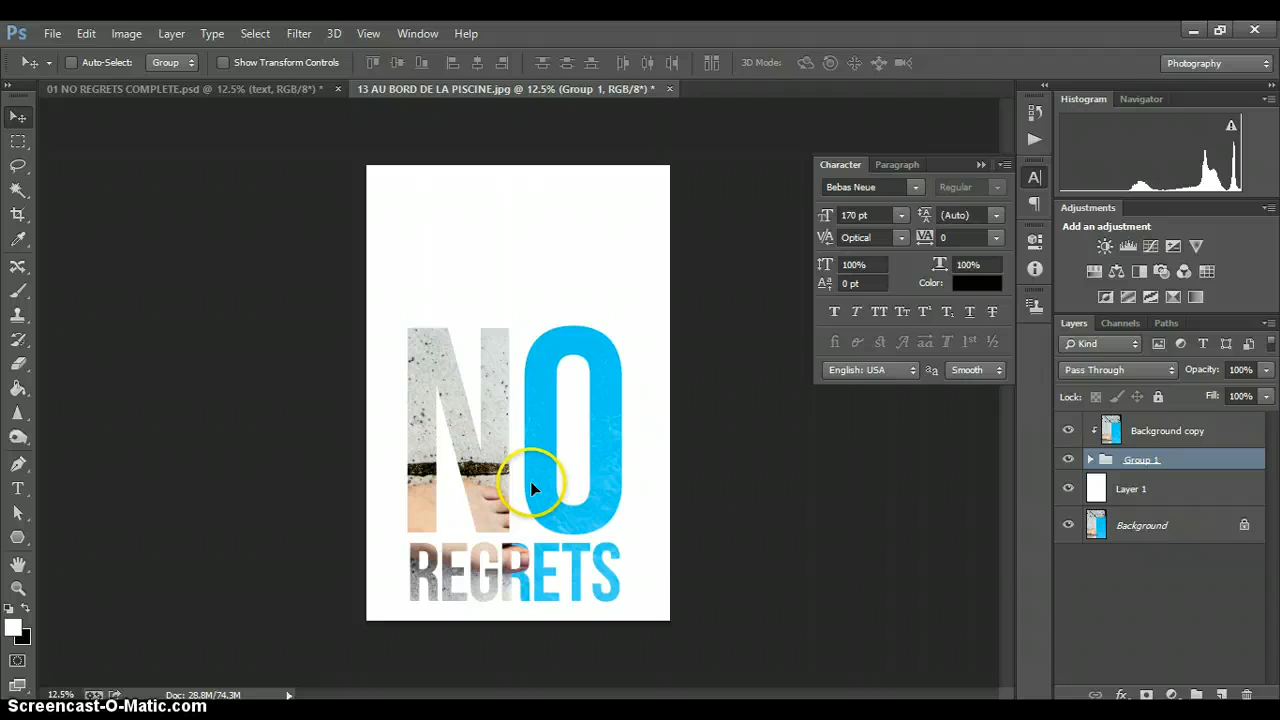 Ps File Edit Image Layer Type Select Filter 3D View Window Help
Auto-Select: Group Show Transform Controls 3D Mode: Photography
01 NO REGRETS COMPLETE.psd @ 12.5% (text, RGB/8*) * × 13 AU BORD DE LA PISCINE.jpg @ 12.5% (Group 1, RGB/8*) * ×
Histogram Navigator
Character Paragraph
Bebas Neue Regular
170 pt (Auto)
Optical 0
100% 100%
0 pt Color:
English: USA Smooth
Adjustments
Add an adjustment
Layers Channels Paths
Kind
Pass Through Opacity: 100%
Lock: Fill: 100%
Background copy
Group 1
Layer 1
Background
NO
REGRETS
12.5% Doc: 28.8M/74.3M
Screencast-O-Matic.com